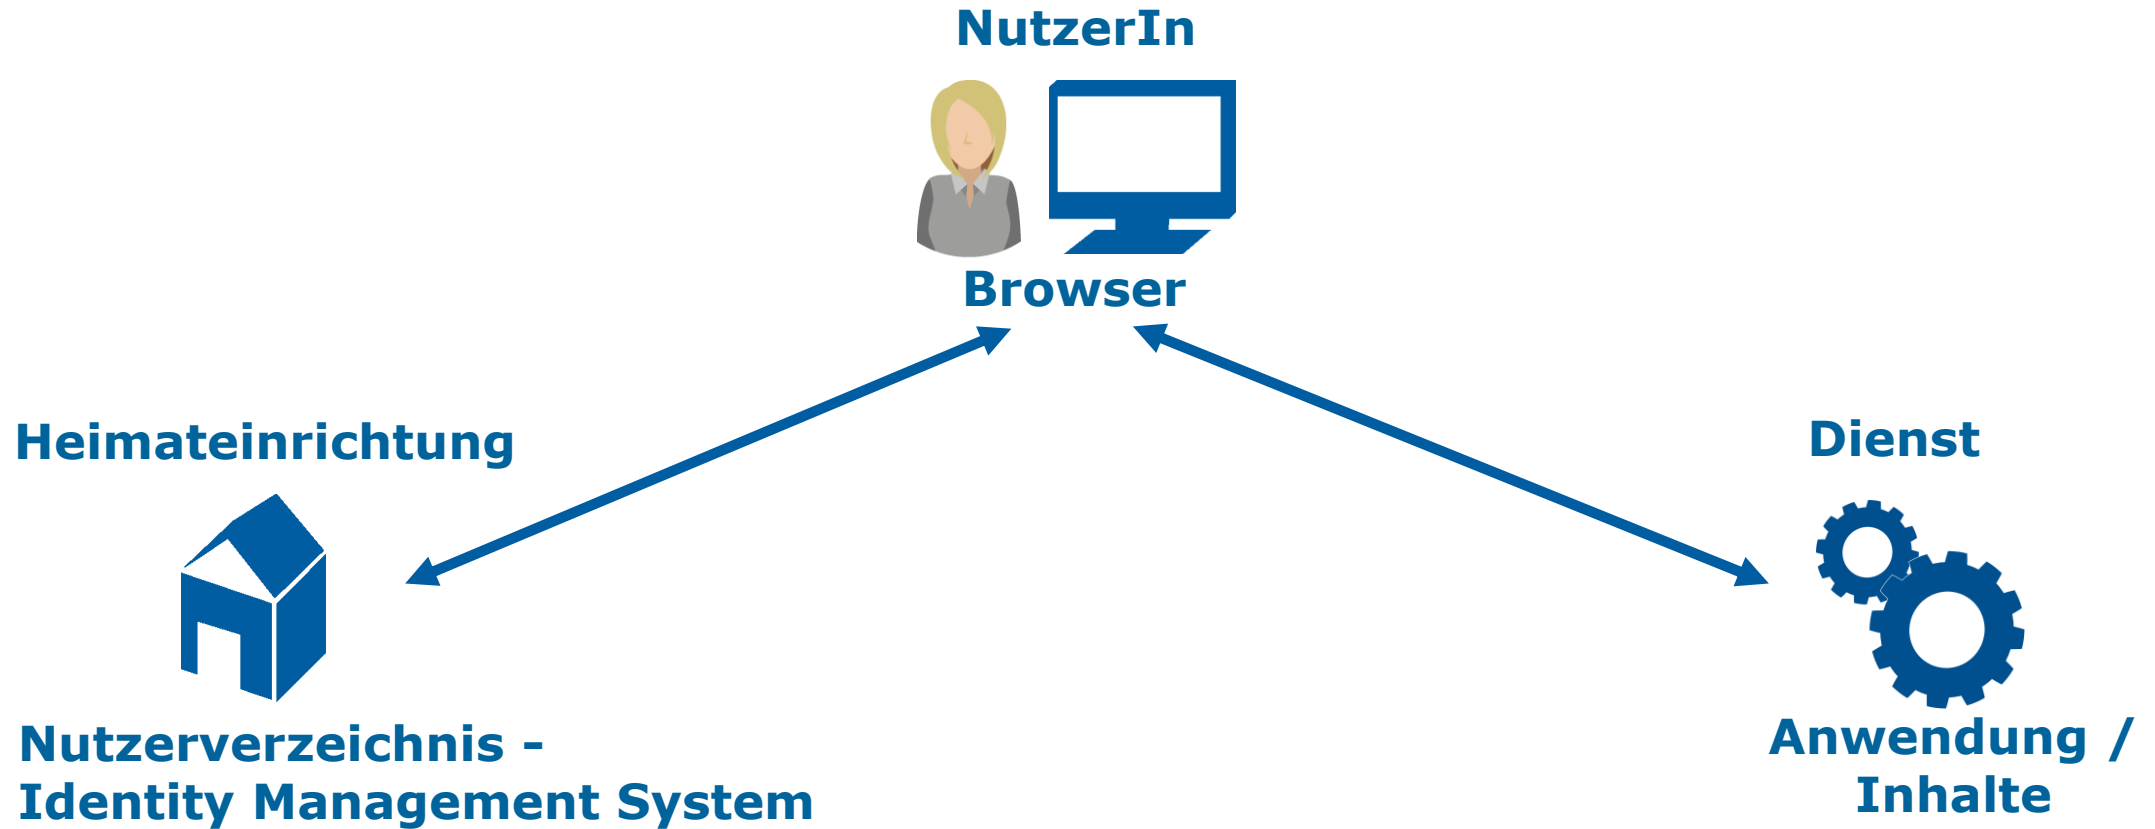 NutzerIn
Browser
Heimateinrichtung
Dienst
Nutzerverzeichnis -
Identity Management System
Anwendung /
Inhalte